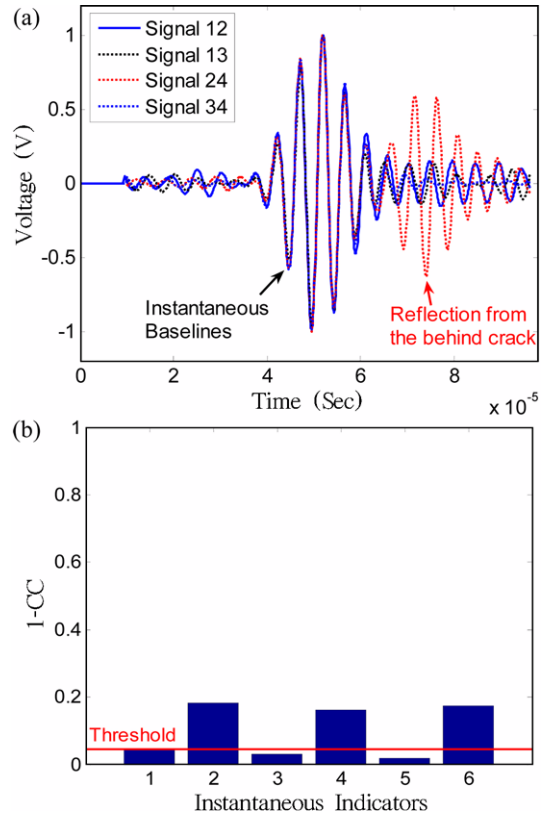 (a)
Signal 12
Signal 13
Signal 24
Signal 34
1
0.5
0
-0.5
-1
Voltage (V)
Instantaneous
Baselines
Reflection from
the behind crack
0
2
4
6
8
Time (Sec)
x 10^-5
(b)
1
0.8
0.6
0.4
0.2
0
1-CC
Threshold
1
2
3
4
5
6
Instantaneous Indicators